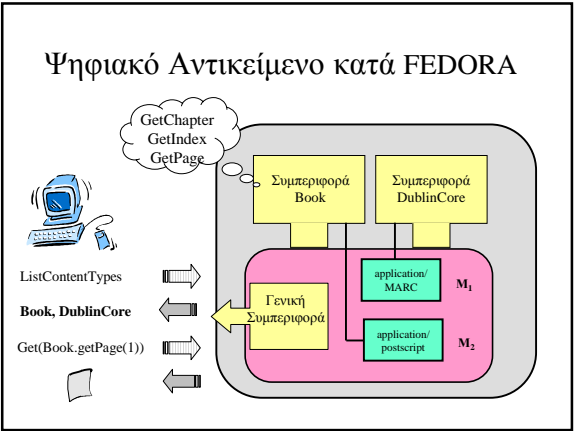 Ψηφιακό Αντικείμενο κατά FEDORA
GetChapter
GetIndex
GetPage
Συμπεριφορά
Book
Συμπεριφορά
DublinCore
ListContentTypes
Book, DublinCore
Get(Book.getPage(1))
Γενική
Συμπεριφορά
application/
MARC
M1
application/
postscript
M2